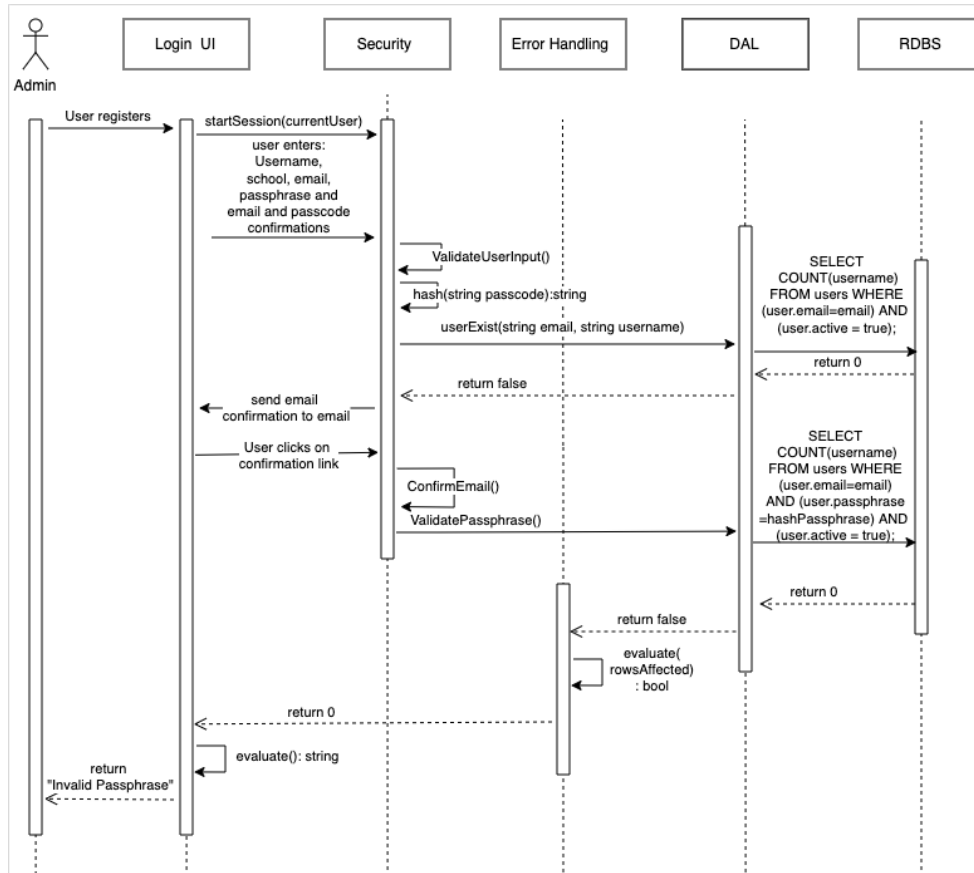 Admin
Login UI
Security
Error Handling
DAL
RDBS
User registers
startSession(currentUser)
user enters:
Username,
school, email,
passphrase and
email and passcode
confirmations
ValidateUserInput()
hash(string passcode):string
userExist(string email, string username)
SELECT
COUNT(username)
FROM users WHERE
(user.email=email) AND
(user.active = true);
return 0
return false
send email
confirmation to email
User clicks on
confirmation link
ConfirmEmail()
ValidatePassphrase()
SELECT
COUNT(username)
FROM users WHERE
(user.email=email)
AND (user.passphrase
=hashPassphrase) AND
(user.active = true);
return 0
return false
evaluate(
rowsAffected)
: bool
return 0
evaluate(): string
return
"Invalid Passphrase"